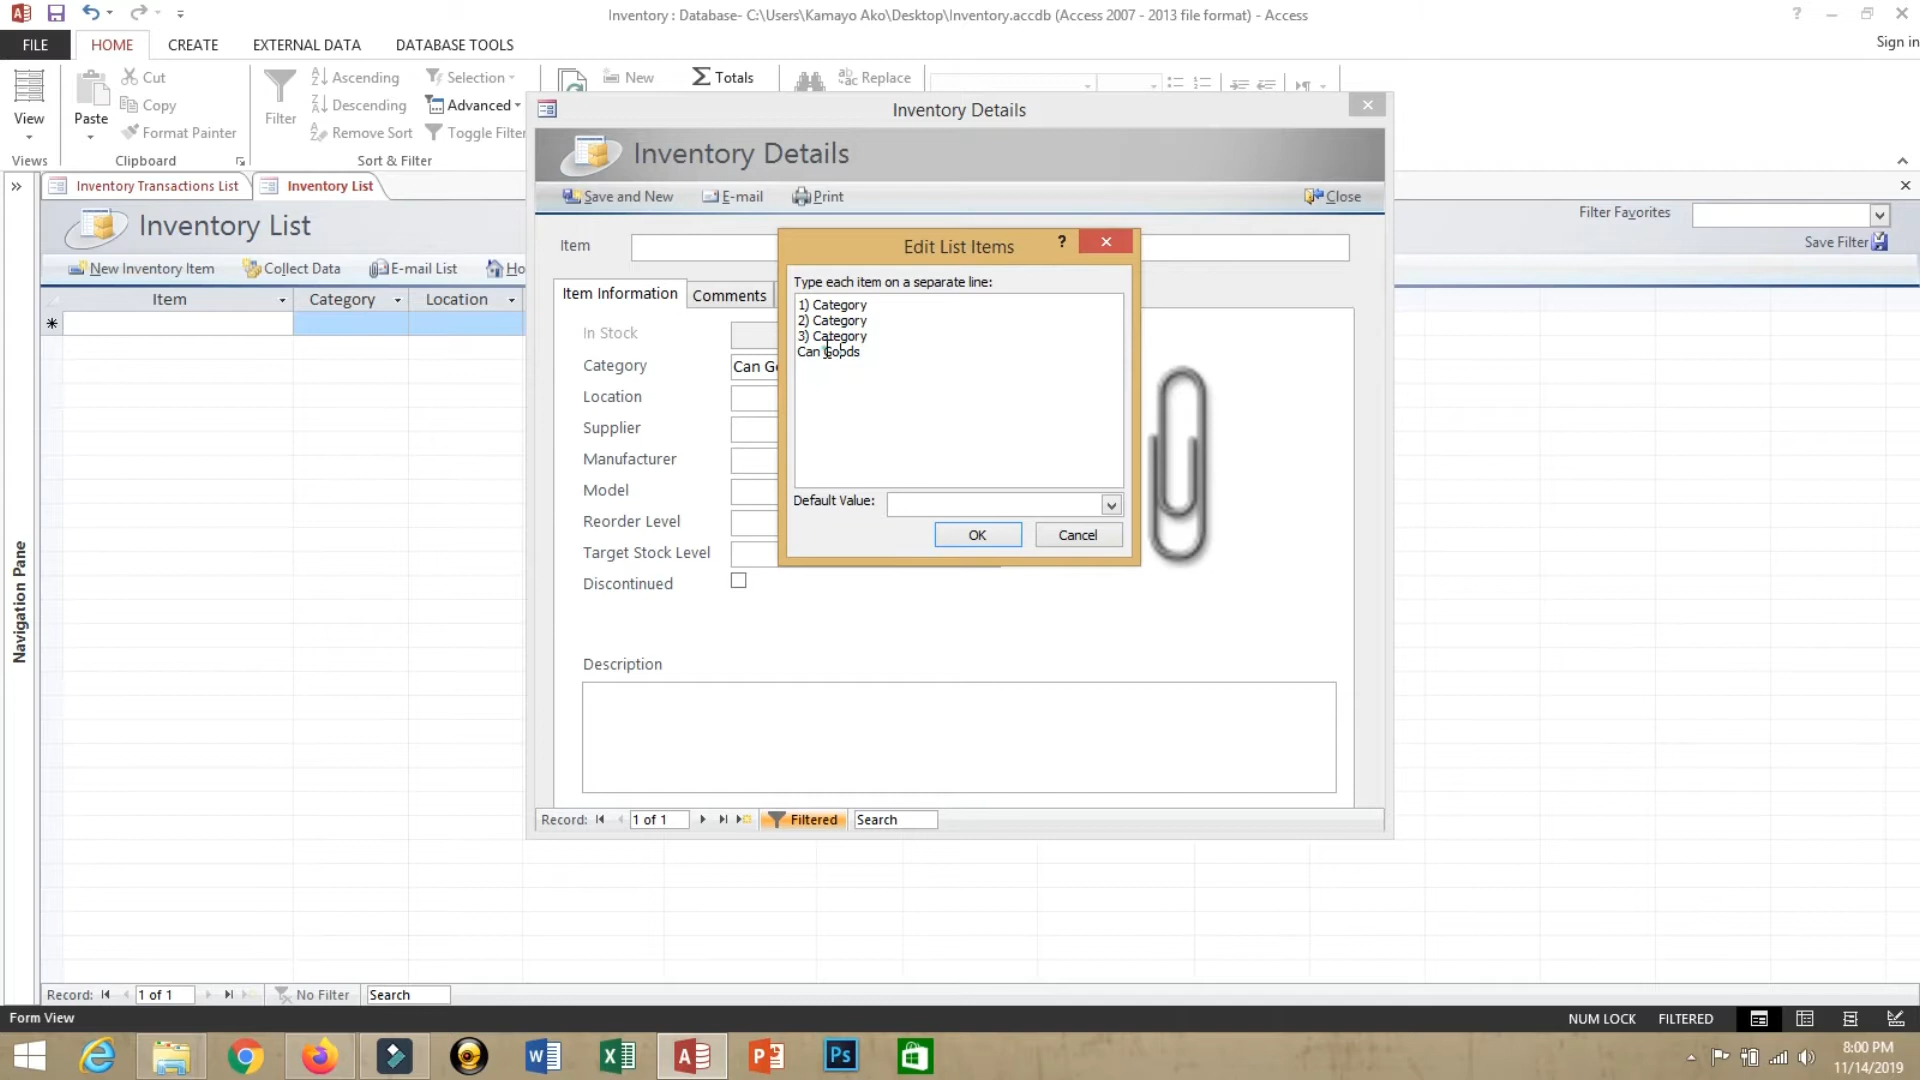 Inventory : Database- C:\Users\Kamayo Ako\Desktop\Inventory.accdb (Access 2007 - 2013 file format) - Access
FILE HOME CREATE EXTERNAL DATA DATABASE TOOLS
Sign in
View
Views
Paste
Cut
Copy
Format Painter
Clipboard
Filter
Ascending
Descending
Remove Sort
Selection
Advanced
Toggle Filter
Sort & Filter
New
Totals
Replace
Inventory Transactions List
Inventory List
Inventory List
Filter Favorites
Save Filter
New Inventory Item Collect Data E-mail List Ho
Item Category Location
Navigation Pane
Inventory Details
Inventory Details
Save and New E-mail Print Close
Item
Item Information Comments
In Stock
Category Can Go
Location
Supplier
Manufacturer
Model
Reorder Level
Target Stock Level
Discontinued
Description
Record: 1 of 1 Filtered Search
Edit List Items
?
Type each item on a separate line:
1) Category
2) Category
3) Category
Can Goods
Default Value:
OK Cancel
Record: 1 of 1 No Filter Search
Form View NUM LOCK FILTERED
8:00 PM
11/14/2019